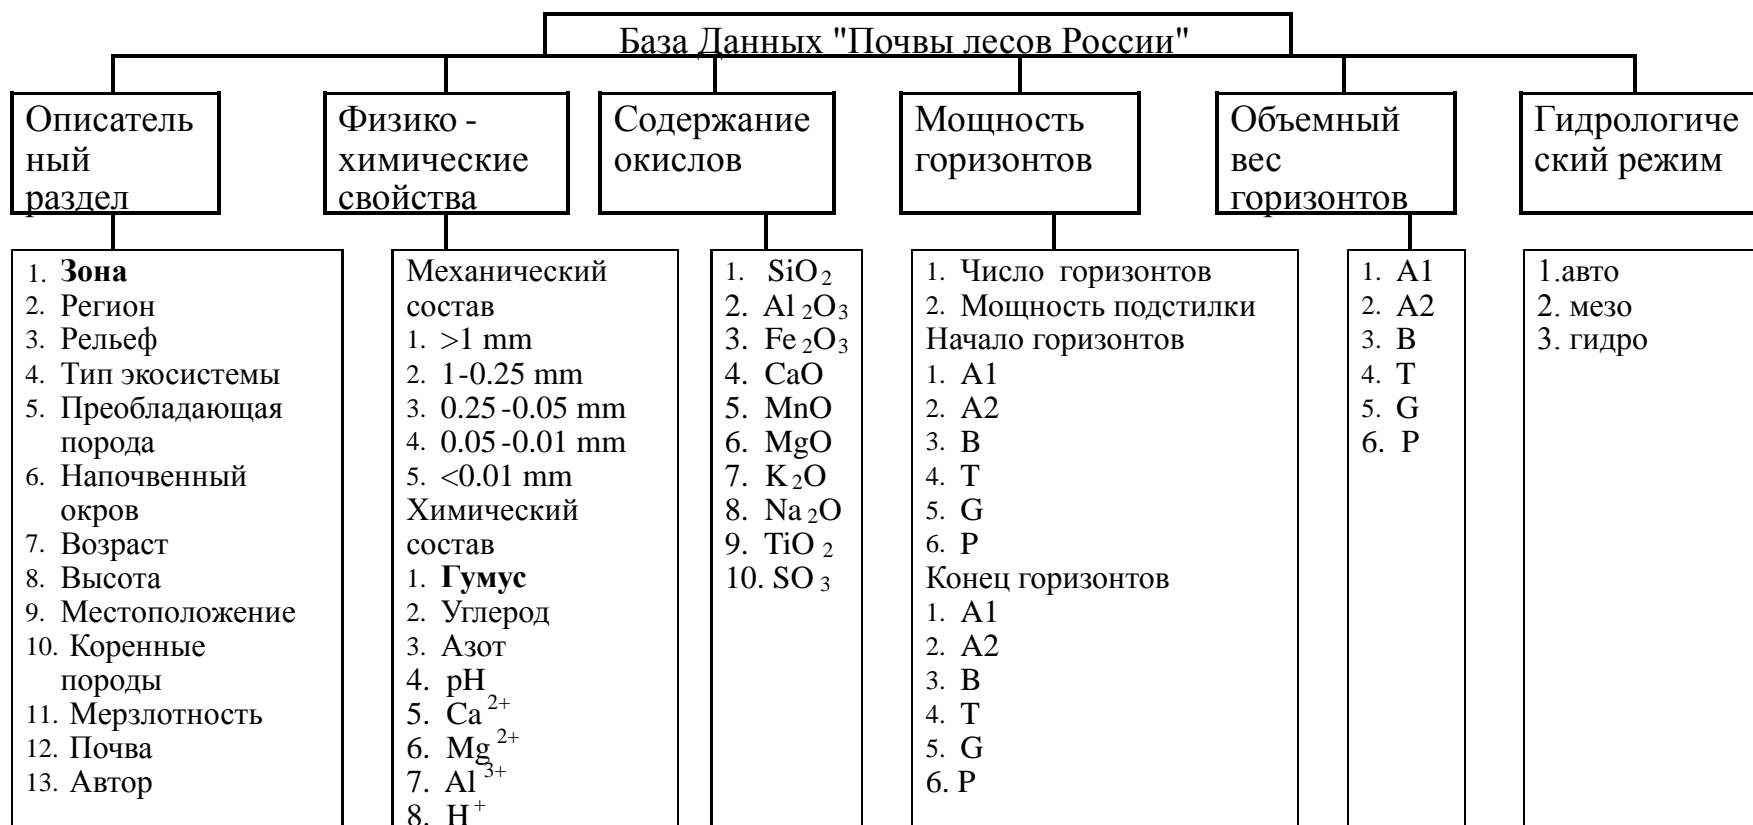 База Данных "Почвы лесов России"
Описатель
ный
раздел
Физико -
химические
свойства
Содержание
окислов
Мощность
горизонтов
Объемный
вес
горизонтов
Гидрологиче
ский режим
1. Зона
2. Регион
3. Рельеф
4. Тип экосистемы
5. Преобладающая
порода
6. Напочвенный
окров
7. Возраст
8. Высота
9. Местоположение
10. Коренные
породы
11. Мерзлотность
12. Почва
13. Автор
Механический
состав
1. >1 mm
2. 1-0.25 mm
3. 0.25-0.05 mm
4. 0.05-0.01 mm
5. <0.01 mm
Химический
состав
1. Гумус
2. Углерод
3. Азот
4. pH
5. Ca²⁺
6. Mg²⁺
7. Al³⁺
8. H⁺
1. SiO₂
2. Al₂O₃
3. Fe₂O₃
4. CaO
5. MnO
6. MgO
7. K₂O
8. Na₂O
9. TiO₂
10. SO₃
1. Число горизонтов
2. Мощность подстилки
Начало горизонтов
1. A1
2. A2
3. B
4. T
5. G
6. P
Конец горизонтов
1. A1
2. A2
3. B
4. T
5. G
6. P
1. A1
2. A2
3. B
4. T
5. G
6. P
1.авто
2. мезо
3. гидро